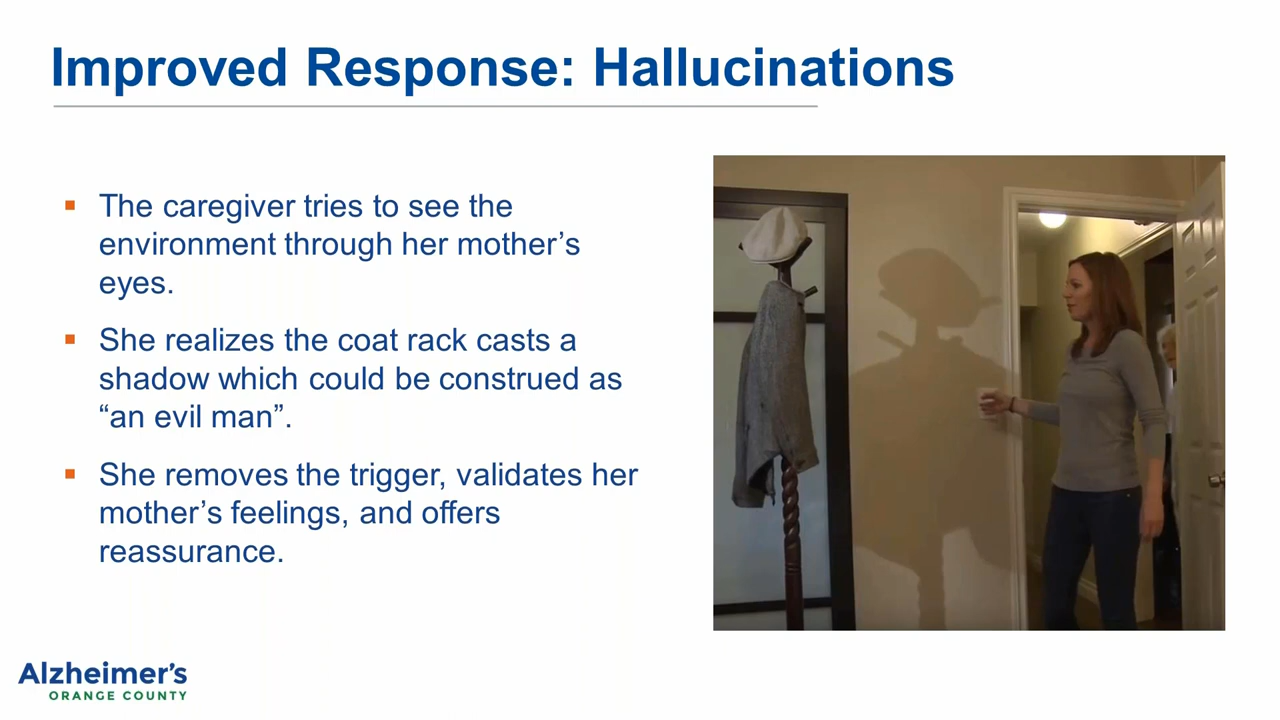 Improved Response: Hallucinations
The caregiver tries to see the
environment through her mother’s
eyes.
She realizes the coat rack casts a
shadow which could be construed as
“an evil man”.
She removes the trigger, validates her
mother’s feelings, and offers
reassurance.
Alzheimer’s
ORANGE COUNTY